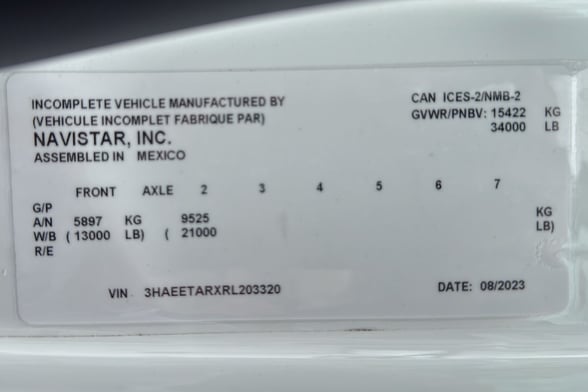 INCOMPLETE VEHICLE MANUFACTURED BY
(VEHICULE INCOMPLET FABRIQUE PAR)
NAVISTAR, INC.
ASSEMBLED IN MEXICO
CAN ICES-2/NMB-2
GVWR/PNBV: 15422 KG
34000 LB
FRONT AXLE 2 3 4 5 6 7
G/P
A/N 5897 KG 9525 KG
W/B ( 13000 LB) ( 21000 LB)
R/E
VIN 3HAEETARXRL203320
DATE: 08/2023